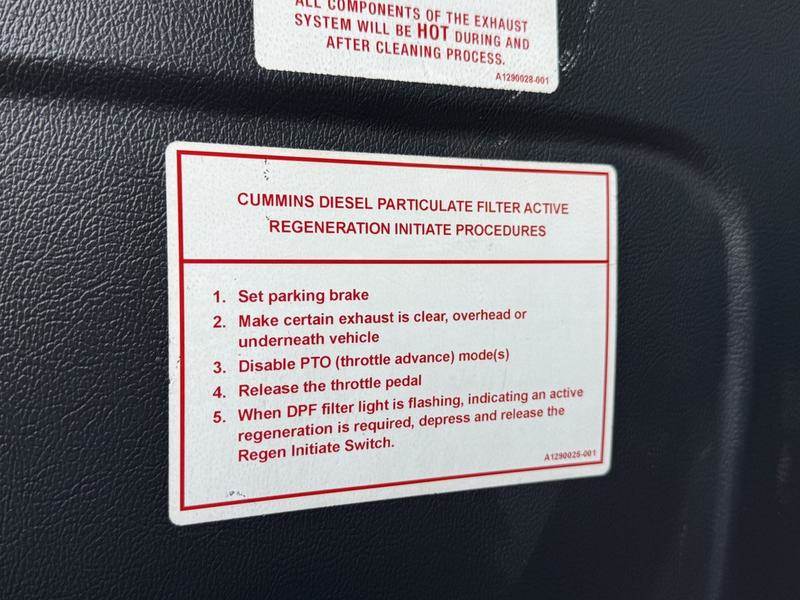 ALL COMPONENTS OF THE EXHAUST
SYSTEM WILL BE HOT DURING AND
AFTER CLEANING PROCESS.
A1290028-001
CUMMINS DIESEL PARTICULATE FILTER ACTIVE
REGENERATION INITIATE PROCEDURES
1. Set parking brake
2. Make certain exhaust is clear, overhead or
underneath vehicle
3. Disable PTO (throttle advance) mode(s)
4. Release the throttle pedal
5. When DPF filter light is flashing, indicating an active
regeneration is required, depress and release the
Regen Initiate Switch.
A1290025-001